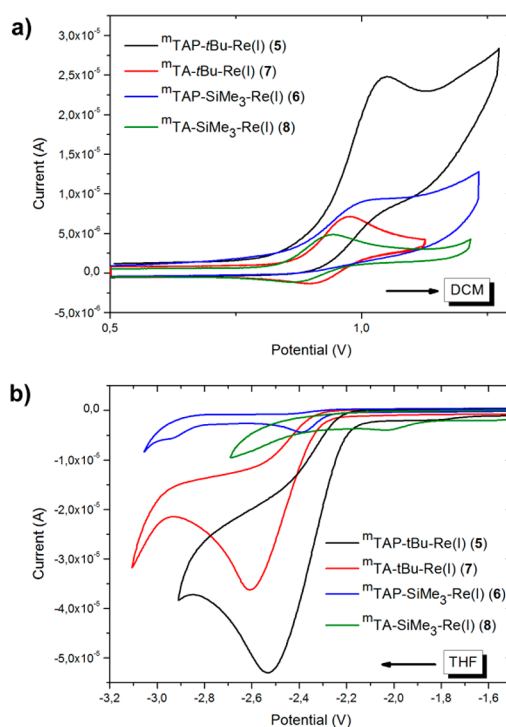 a)
3,0x10⁻⁵
2,5x10⁻⁵
2,0x10⁻⁵
1,5x10⁻⁵
1,0x10⁻⁵
5,0x10⁻⁶
0,0
-5,0x10⁻⁶
Current (A)
ᵐTAP-tBu-Re(I) (5)
ᵐTA-tBu-Re(I) (7)
ᵐTAP-SiMe₃-Re(I) (6)
ᵐTA-SiMe₃-Re(I) (8)
DCM
0,5 1,0
Potential (V)
b)
0,0
-1,0x10⁻⁵
-2,0x10⁻⁵
-3,0x10⁻⁵
-4,0x10⁻⁵
-5,0x10⁻⁵
Current (A)
ᵐTAP-tBu-Re(I) (5)
ᵐTA-tBu-Re(I) (7)
ᵐTAP-SiMe₃-Re(I) (6)
ᵐTA-SiMe₃-Re(I) (8)
THF
-3,2 -3,0 -2,8 -2,6 -2,4 -2,2 -2,0 -1,8 -1,6
Potential (V)